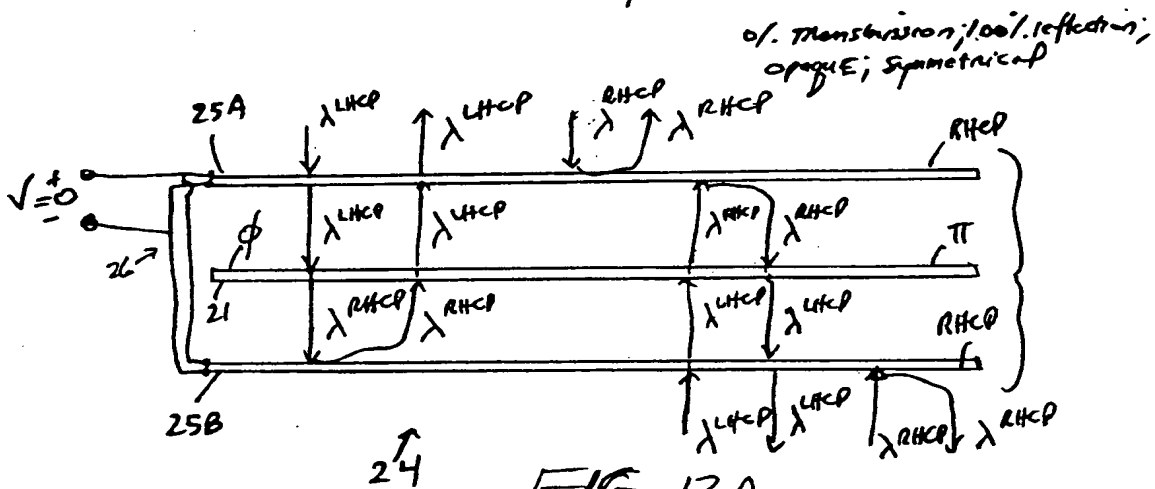 0/. Transmission; 100/. reflection;
opaque; symmetrical
25A
λ^LHCP
λ^LHCP
λ^RHCP
λ^RHCP
RHCP
+
V=0
-
ϕ
λ^LHCP
λ^LHCP
λ^RHCP
λ^RHCP
π
26
21
λ^RHCP
λ^RHCP
λ^LHCP
λ^LHCP
RHCP
25B
λ^LHCP
λ^LHCP
λ^RHCP
λ^RHCP
24